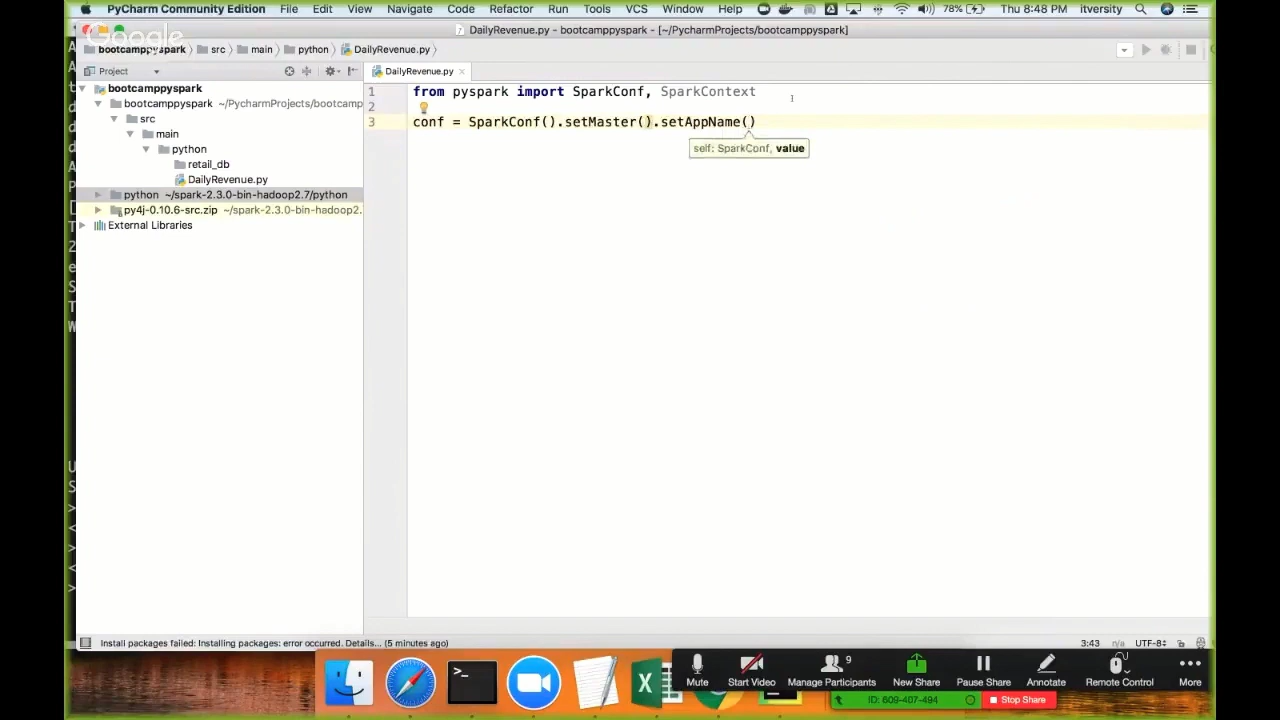 PyCharm Community Edition File Edit View Navigate Code Refactor Run Tools VCS Window Help 78% Thu 8:48 PM itversity
DailyRevenue.py - bootcamppyspark - [~/PycharmProjects/bootcamppyspark]
Google
bootcamppyspark src main python DailyRevenue.py
Project
DailyRevenue.py
bootcamppyspark
bootcamppyspark ~/PycharmProjects/bootcamp
src
main
python
retail_db
DailyRevenue.py
python ~/spark-2.3.0-bin-hadoop2.7/python
py4j-0.10.6-src.zip ~/spark-2.3.0-bin-hadoop2.
External Libraries
1 from pyspark import SparkConf, SparkContext
2
3 conf = SparkConf().setMaster().setAppName()
self: SparkConf, value
Install packages failed: Installing packages: error occurred. Details... (5 minutes ago)
3:43 n/a UTF-8
9
Mute Start Video Manage Participants New Share Pause Share Annotate Remote Control More
ID: 609-407-494 Stop Share